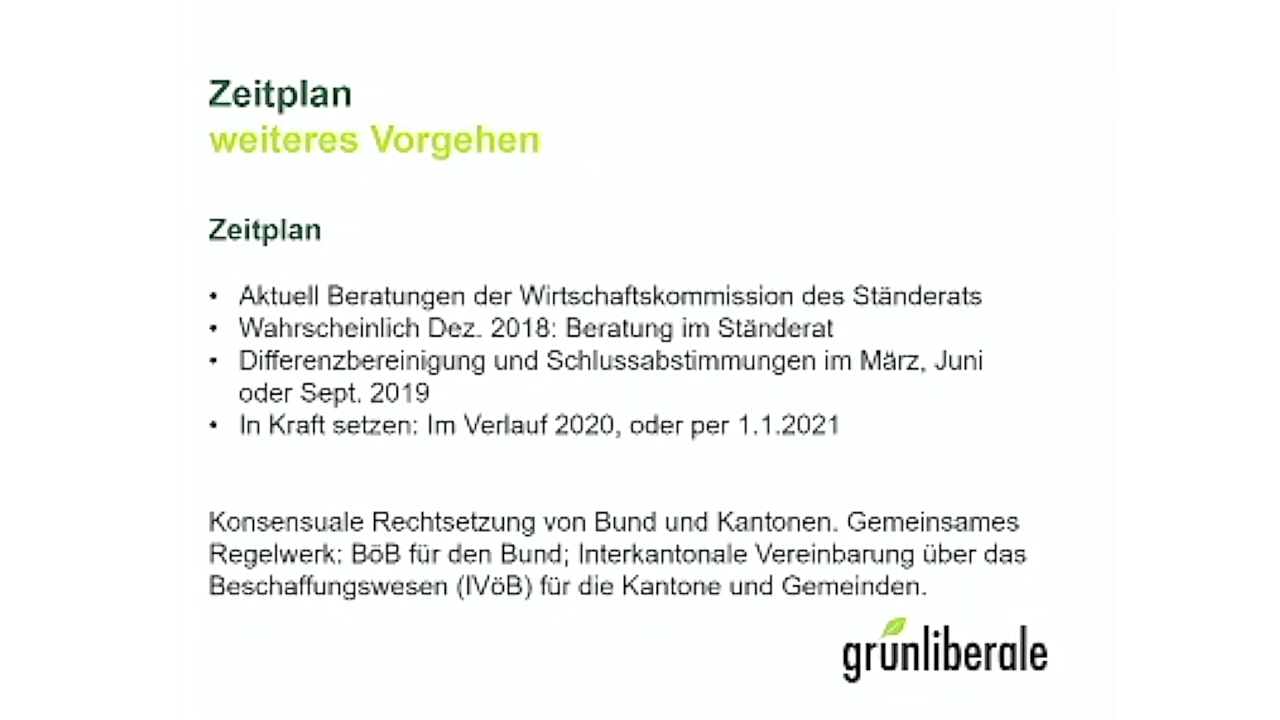 Zeitplan
weiteres Vorgehen
Zeitplan
• Aktuell Beratungen der Wirtschaftskommission des Ständerats
• Wahrscheinlich Dez. 2018: Beratung im Ständerat
• Differenzbereinigung und Schlussabstimmungen im März, Juni
oder Sept. 2019
• In Kraft setzen: Im Verlauf 2020, oder per 1.1.2021
Konsensuale Rechtsetzung von Bund und Kantonen. Gemeinsames
Regelwerk: BöB für den Bund; Interkantonale Vereinbarung über das
Beschaffungswesen (IVöB) für die Kantone und Gemeinden.
grünliberale